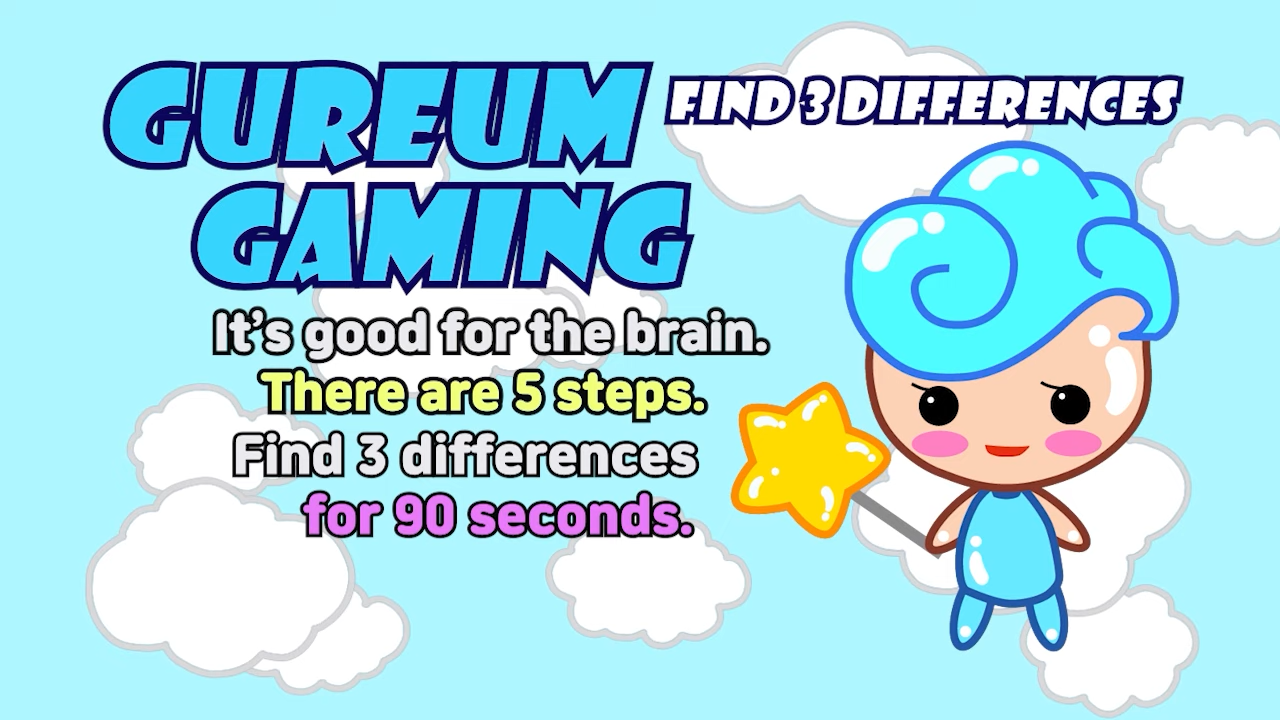 GUREUM
GAMING
FIND 3 DIFFERENCES
It's good for the brain.
There are 5 steps.
Find 3 differences
for 90 seconds.